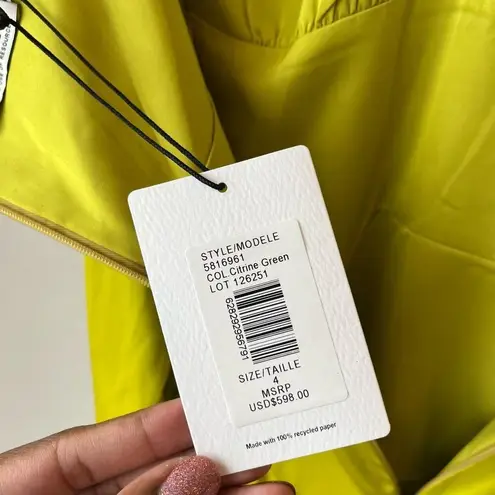 STYLE/MODELE
5816961
COL.Citrine Green
LOT 126251
628292956791
SIZE/TAILLE
4
MSRP
USD$598.00
Made with 100% recycled paper